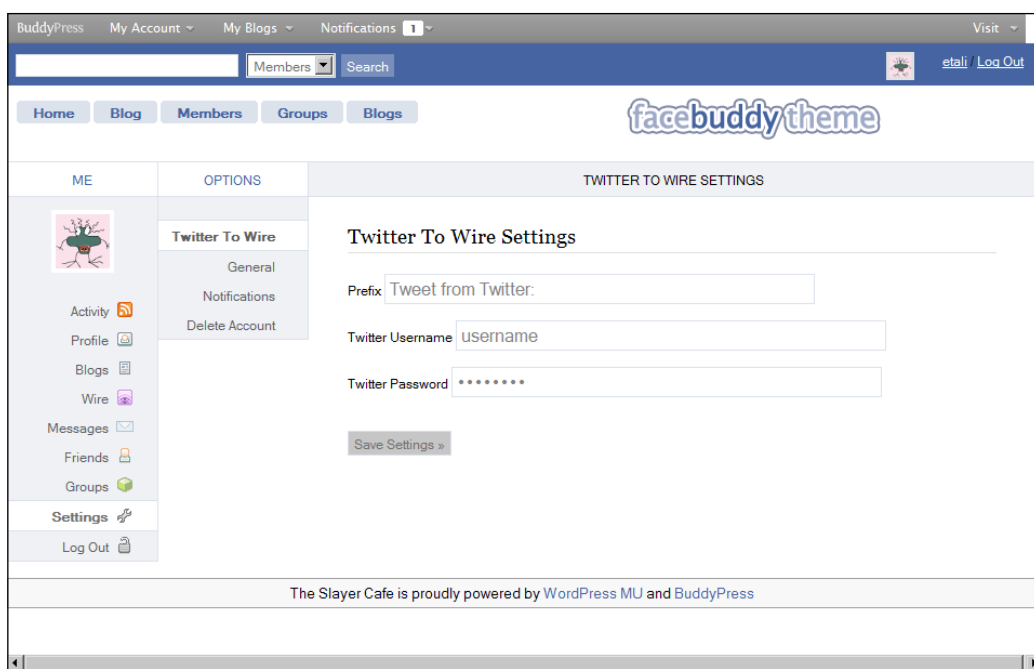 BuddyPress My Account My Blogs Notifications 1 Visit
Members Search etali / Log Out
Home Blog Members Groups Blogs
facebuddytheme
ME OPTIONS TWITTER TO WIRE SETTINGS
Twitter To Wire
General
Notifications
Delete Account
Activity
Profile
Blogs
Wire
Messages
Friends
Groups
Settings
Log Out
Twitter To Wire Settings
Prefix Tweet from Twitter:
Twitter Username username
Twitter Password ••••••••
Save Settings »
The Slayer Cafe is proudly powered by WordPress MU and BuddyPress